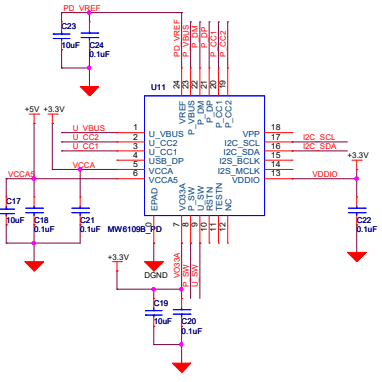 PD_VREF
C23
10uF
C24
0.1uF
PD_VREF
P_VBUS
P_DM
P_DP
P_CC1
P_CC2
U11
24
23
22
21
20
19
VREF
P_VBUS
P_DM
P_DP
P_CC1
P_CC2
+5V +3.3V
U_VBUS 1 U_VBUS
U_CC2 2 U_CC2
U_CC1 3 U_CC1
4 USB_DP
VCCA 5 VCCA
VCCA5 6 VCCA5
VPP 18
I2C_SCL 17 I2C_SCL
I2C_SDA 16 I2C_SDA
I2S_BCLK 15
I2S_MCLK 14
VDDIO 13 VDDIO
+3.3V
C17
10uF
C18
0.1uF
C21
0.1uF
C22
0.1uF
EPAD
VO33A
P_SW
U_SW
RSTN
TESTN
NC
MW6109B_PD
0
7
8
9
10
11
12
DGND
VO33A
P_SW
U_SW
+3.3V
C19
10uF
C20
0.1uF